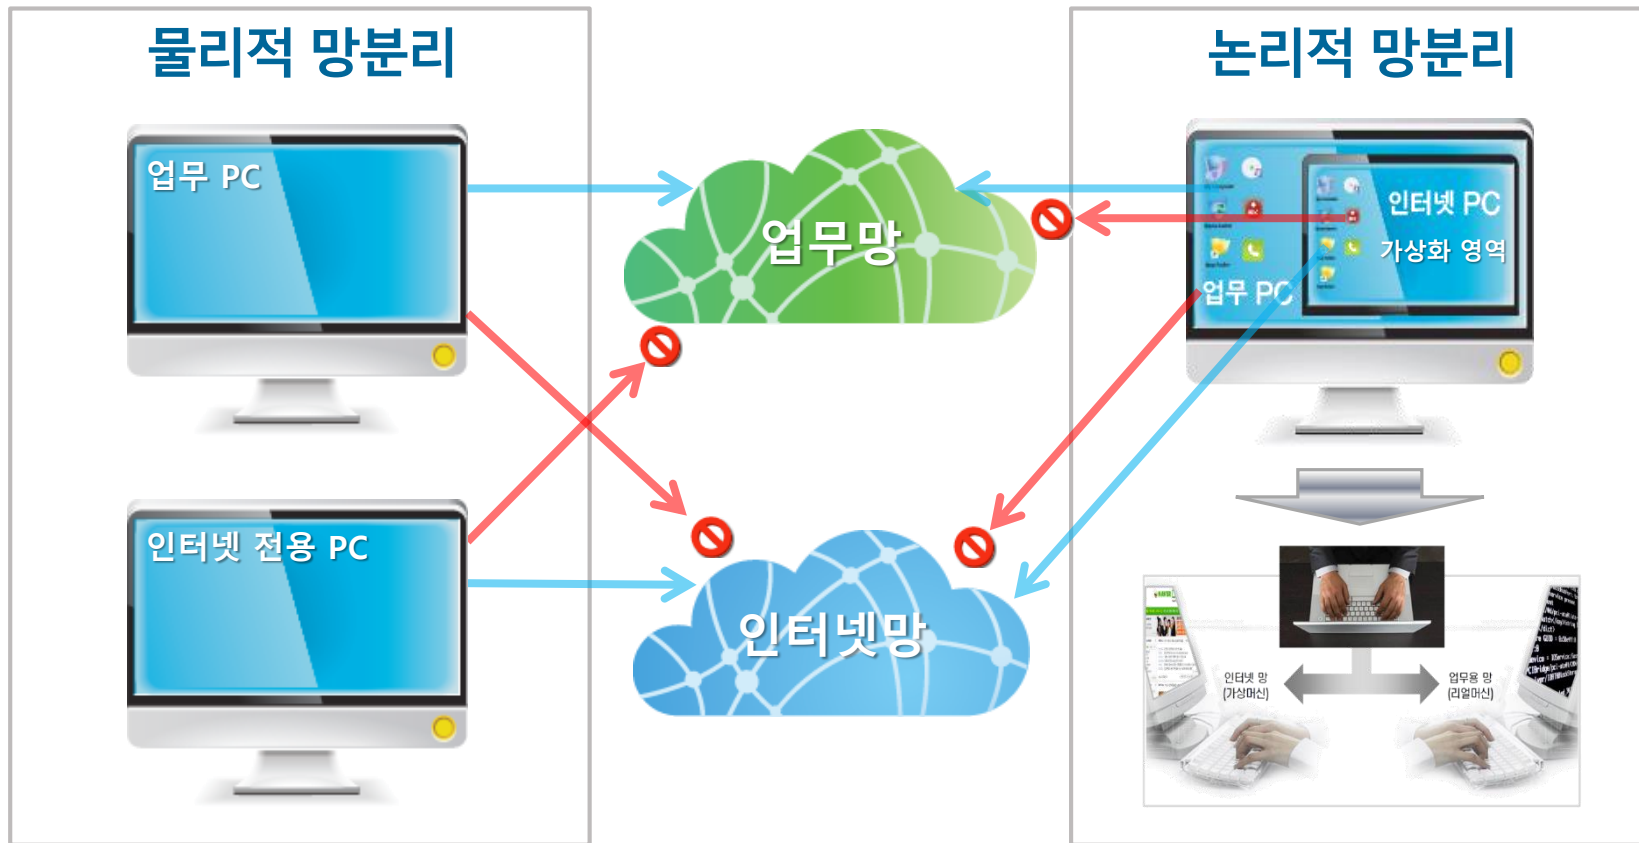 물리적 망분리
업무 PC
인터넷 전용 PC
업무망
인터넷망
논리적 망분리
인터넷 PC
가상화 영역
업무 PC
인터넷 망
(가상머신)
업무용 망
(리얼머신)